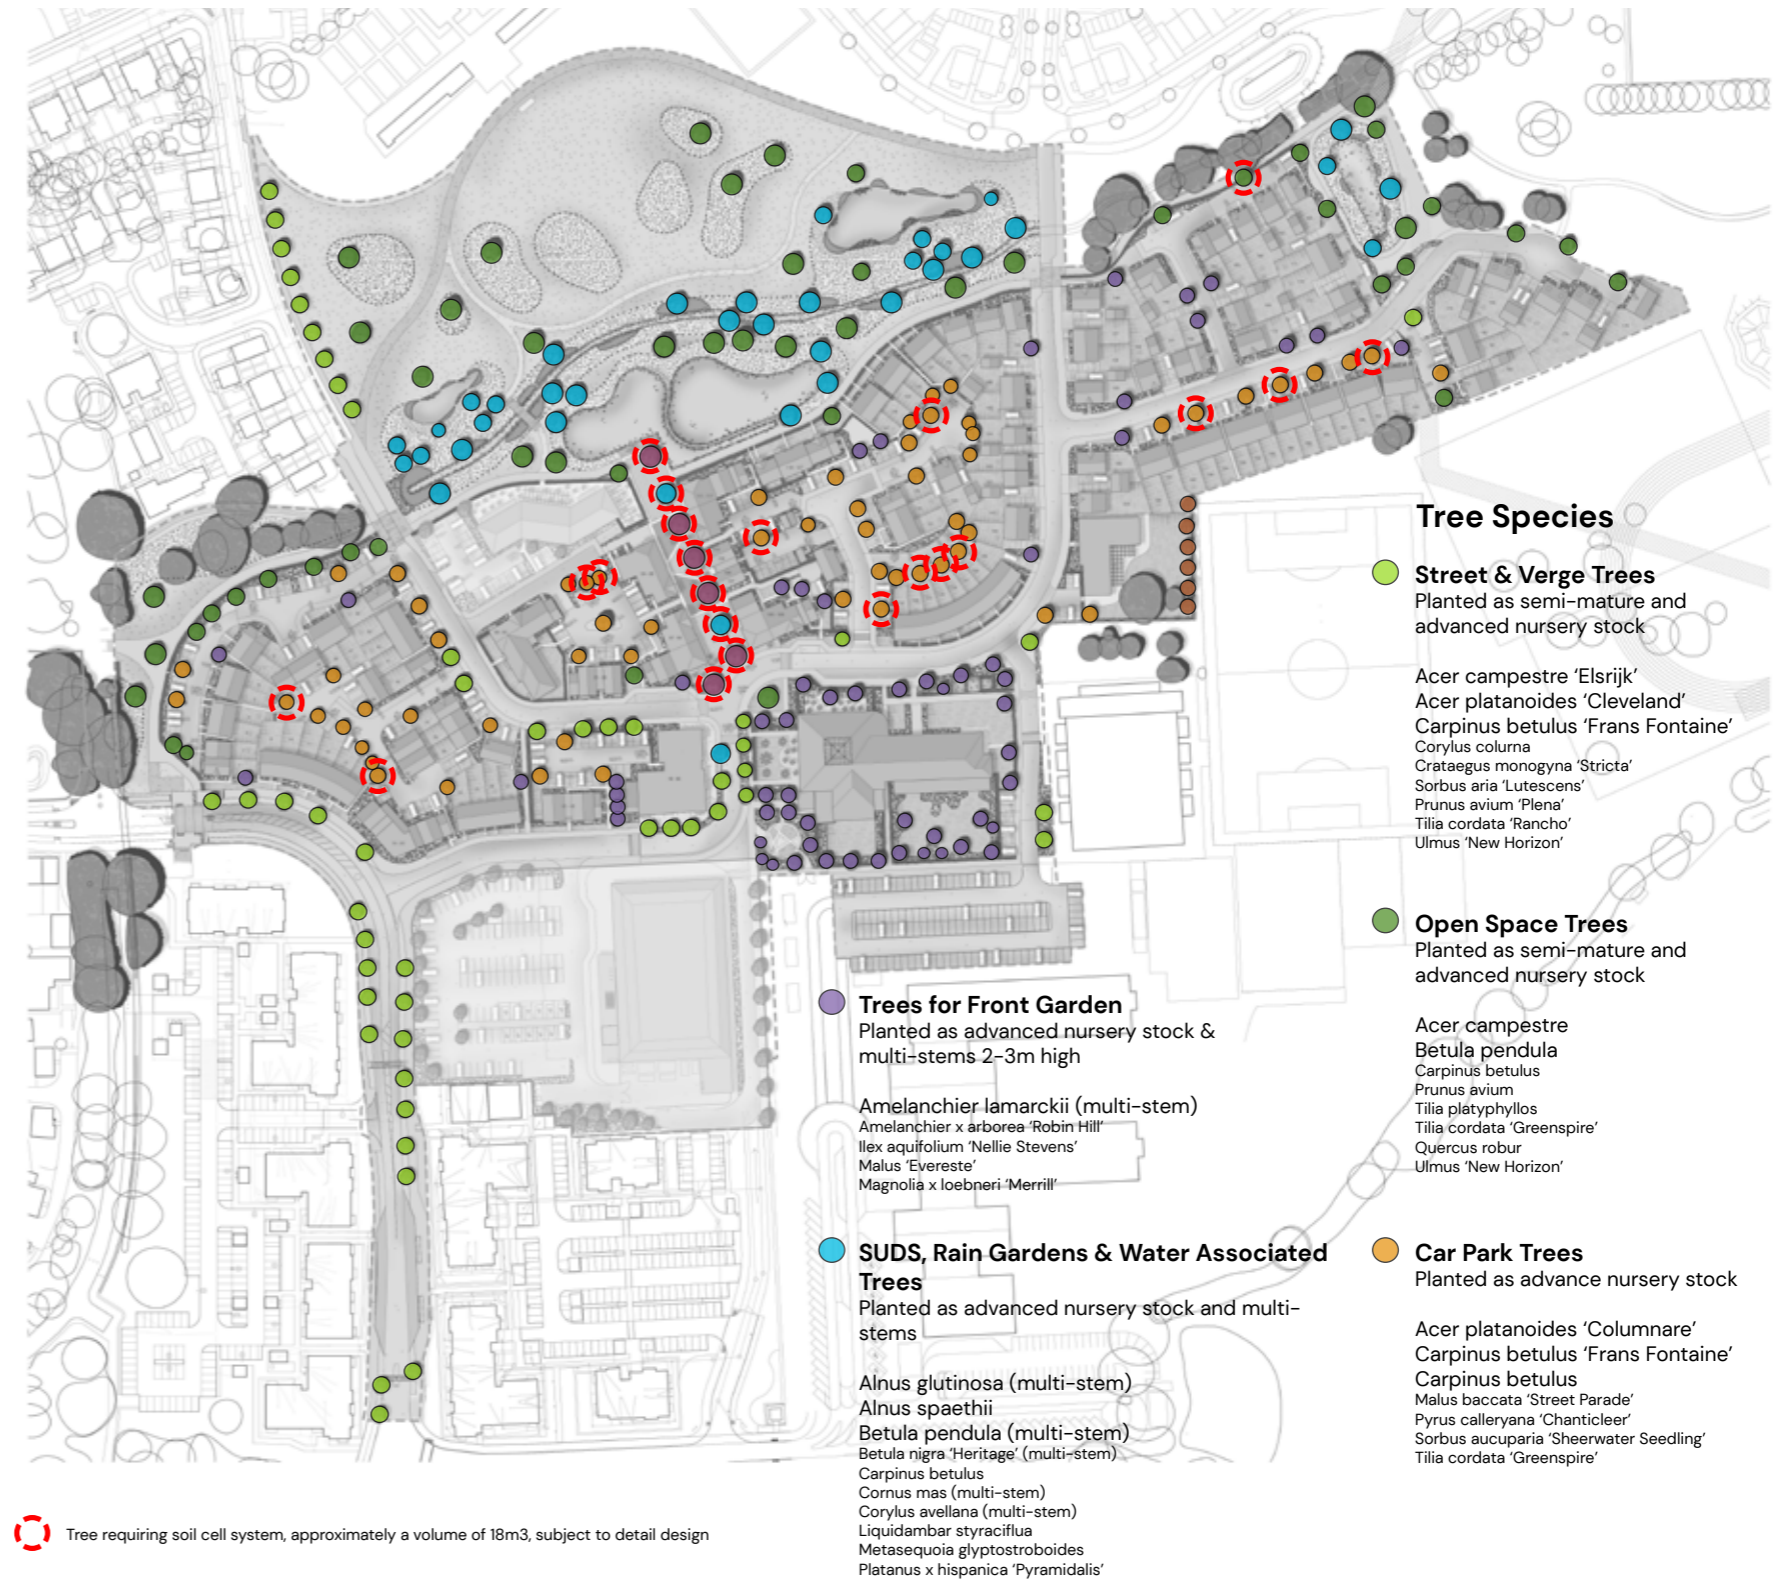 Tree Species
Street & Verge Trees
Planted as semi-mature and
advanced nursery stock
Acer campestre ‘Elsrijk’
Acer platanoides ‘Cleveland’
Carpinus betulus ‘Frans Fontaine’
Corylus colurna
Crataegus monogyna ‘Stricta’
Sorbus aria ‘Lutescens’
Prunus avium ‘Plena’
Tilia cordata ‘Rancho’
Ulmus ‘New Horizon’
Open Space Trees
Planted as semi-mature and
advanced nursery stock
Acer campestre
Betula pendula
Carpinus betulus
Prunus avium
Tilia platyphyllos
Tilia cordata ‘Greenspire’
Quercus robur
Ulmus ‘New Horizon’
Trees for Front Garden
Planted as advanced nursery stock &
multi-stems 2-3m high
Amelanchier lamarckii (multi-stem)
Amelanchier x arborea ‘Robin Hill’
Ilex aquifolium ‘Nellie Stevens’
Malus ‘Evereste’
Magnolia x loebneri ‘Merrill’
SUDS, Rain Gardens & Water Associated
Trees
Planted as advanced nursery stock and multi-
stems
Alnus glutinosa (multi-stem)
Alnus spaethii
Betula pendula (multi-stem)
Betula nigra ‘Heritage’ (multi-stem)
Carpinus betulus
Cornus mas (multi-stem)
Corylus avellana (multi-stem)
Liquidambar styraciflua
Metasequoia glyptostroboides
Platanus x hispanica ‘Pyramidalis’
Car Park Trees
Planted as advance nursery stock
Acer platanoides ‘Columnare’
Carpinus betulus ‘Frans Fontaine’
Carpinus betulus
Malus baccata ‘Street Parade’
Pyrus calleryana ‘Chanticleer’
Sorbus aucuparia ‘Sheerwater Seedling’
Tilia cordata ‘Greenspire’
Tree requiring soil cell system, approximately a volume of 18m3, subject to detail design